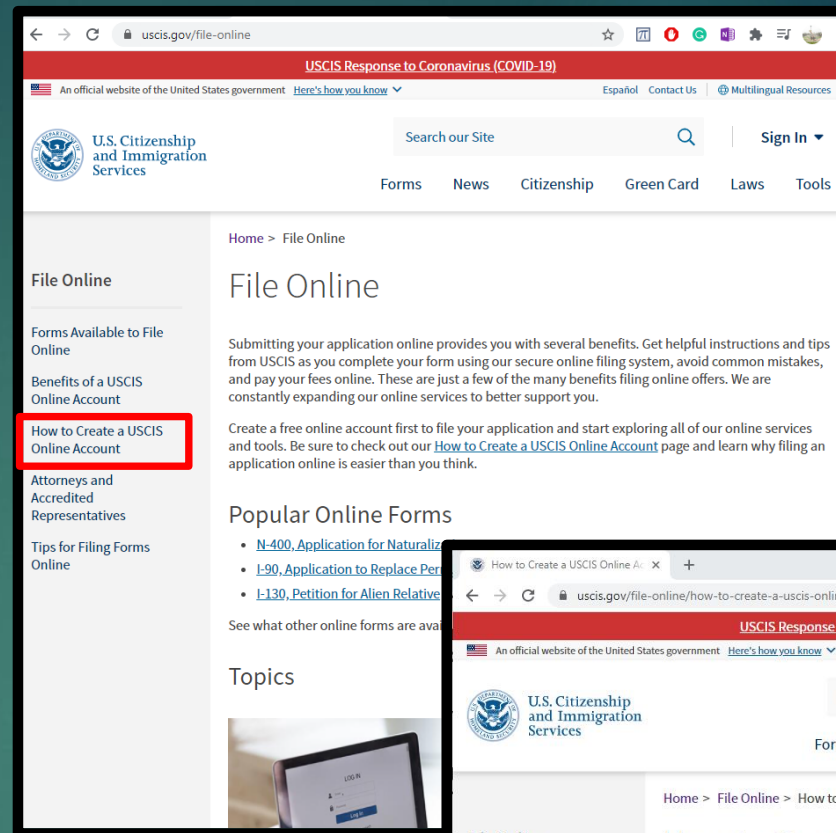 uscis.gov/file-online
USCIS Response to Coronavirus (COVID-19)
An official website of the United States government Here's how you know
Español Contact Us Multilingual Resources
U.S. Citizenship
and Immigration
Services
Search our Site
Sign In
Forms News Citizenship Green Card Laws Tools
Home > File Online
File Online
Forms Available to File
Online
Benefits of a USCIS
Online Account
How to Create a USCIS
Online Account
Attorneys and
Accredited
Representatives
Tips for Filing Forms
Online
File Online
Submitting your application online provides you with several benefits. Get helpful instructions and tips
from USCIS as you complete your form using our secure online filing system, avoid common mistakes,
and pay your fees online. These are just a few of the many benefits filing online offers. We are
constantly expanding our online services to better support you.
Create a free online account first to file your application and start exploring all of our online services
and tools. Be sure to check out our How to Create a USCIS Online Account page and learn why filing an
application online is easier than you think.
Popular Online Forms
N-400, Application for Naturaliz
I-90, Application to Replace Per
I-130, Petition for Alien Relative
See what other online forms are avai
Topics
LOG IN
Log In
How to Create a USCIS Online Ac
uscis.gov/file-online/how-to-create-a-uscis-onli
USCIS Response
An official website of the United States government Here's how you know
U.S. Citizenship
and Immigration
Services
For
Home > File Online > How to